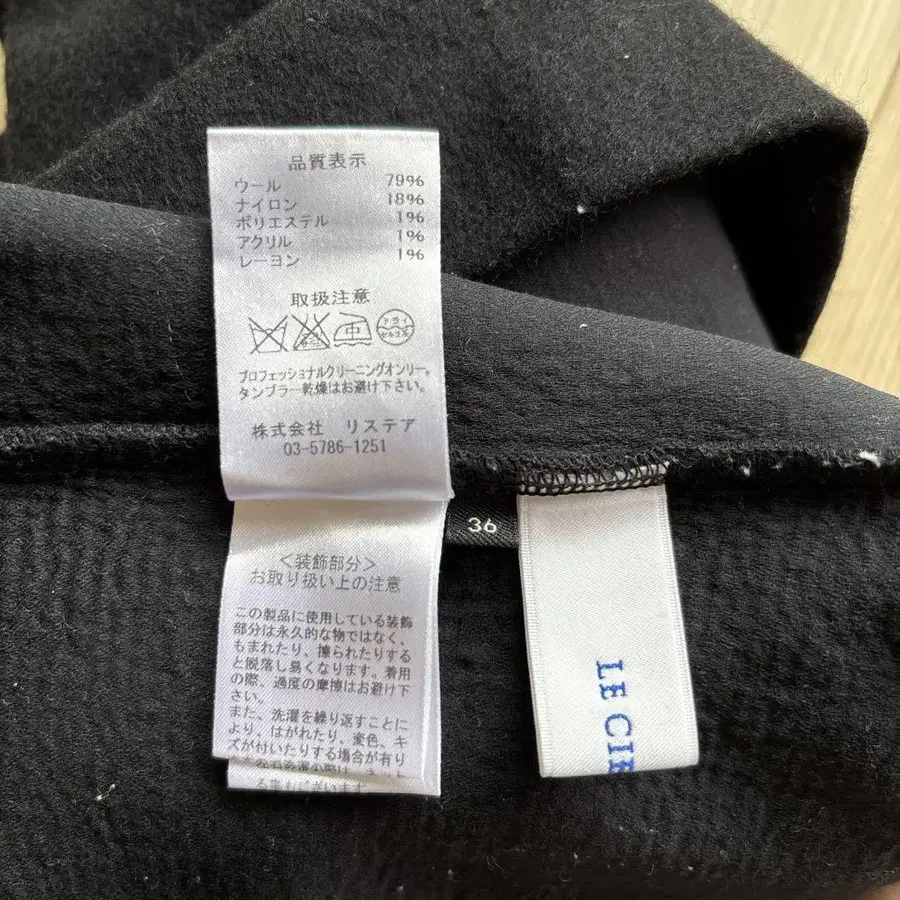 品質表示
ウール 79%
ナイロン 18%
ポリエステル 1%
アクリル 1%
レーヨン 1%
取扱注意
ドライ
セキユ系
プロフェッショナルクリーニングオンリー。
タンブラー乾燥はお避け下さい。
株式会社 リステア
03-5786-1251
36
<装飾部分>
お取り扱い上の注意
この製品に使用している装飾
部分は永久的な物ではなく、
もまれたり、擦られたりする
と脱落し易くなります。着用
の際、過度の摩擦はお避け下
さい。
また、洗濯を繰り返すことに
より、はがれたり、変色、キ
ズが付いたりする場合が有り
LE CIE